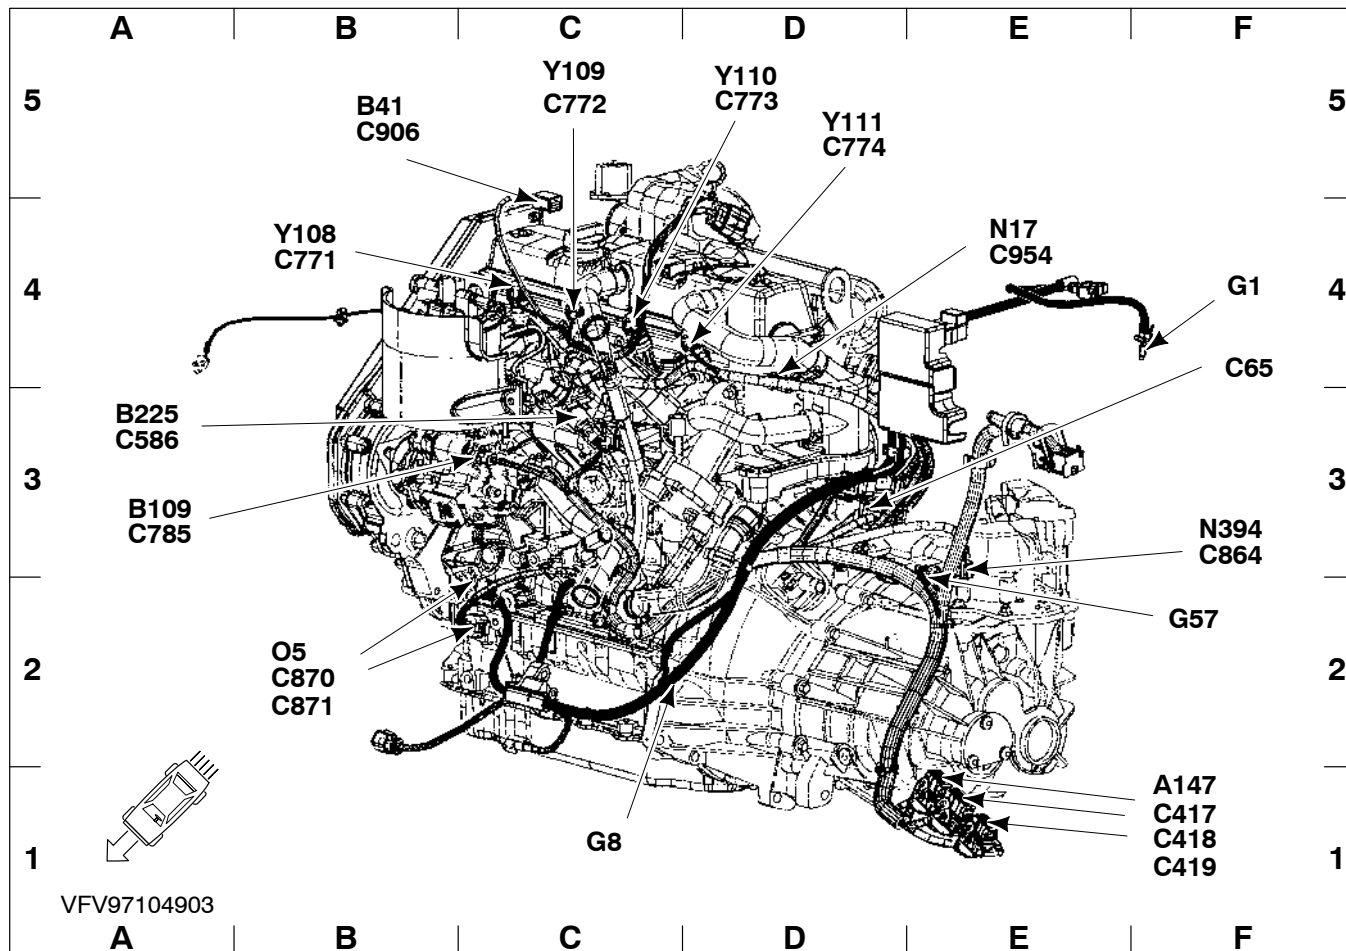 A B C D E F
5 5
Y109
C772
Y110
C773
B41
C906
Y111
C774
Y108
C771
N17
C954
4 4
G1
C65
B225
C586
3 3
B109
C785
N394
C864
G57
O5
C870
C871
2 2
A147
C417
C418
C419
G8
1 1
VFV97104903
A B C D E F